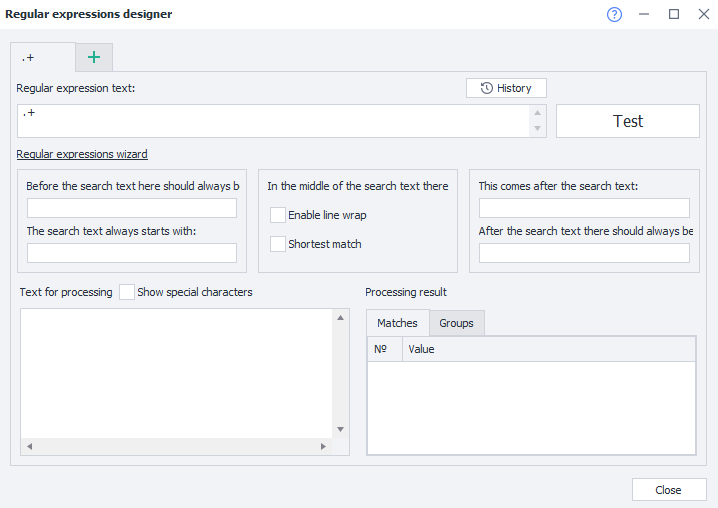 Regular expressions designer
.+
Regular expression text:
History
.+
Test
Regular expressions wizard
Before the search text here should always b
In the middle of the search text there
This comes after the search text:
Enable line wrap
The search text always starts with:
After the search text there should always be
Shortest match
Text for processing
Show special characters
Processing result
Matches
Groups
Nº
Value
Close